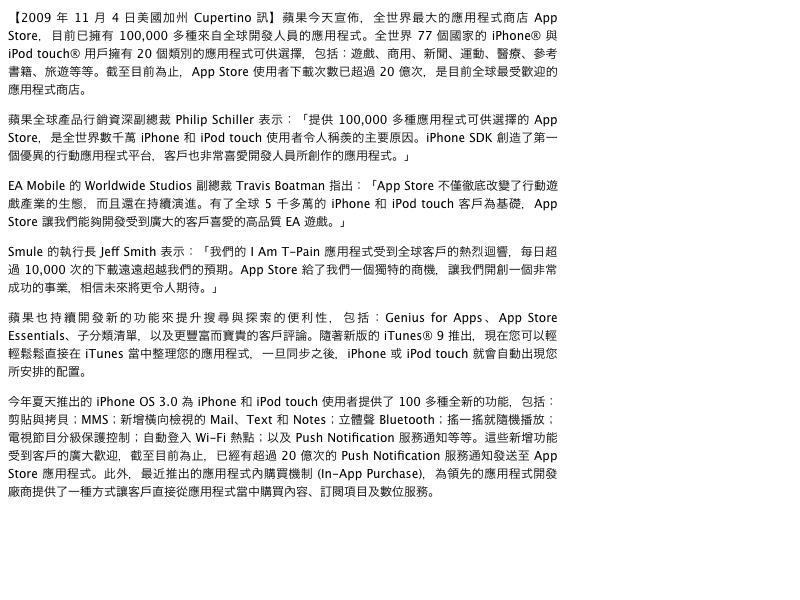 【2009 年 11 月 4 日美國加州 Cupertino 訊】蘋果今天宣佈，全世界最大的應用程式商店 App
Store，目前已擁有 100,000 多種來自全球開發人員的應用程式。全世界 77 個國家的 iPhone® 與
iPod touch® 用戶擁有 20 個類別的應用程式可供選擇，包括：遊戲、商用、新聞、運動、醫療、參考
書籍、旅遊等等。截至目前為止，App Store 使用者下載次數已超過 20 億次，是目前全球最受歡迎的
應用程式商店。
蘋果全球產品行銷資深副總裁 Philip Schiller 表示：「提供 100,000 多種應用程式可供選擇的 App
Store，是全世界數千萬 iPhone 和 iPod touch 使用者令人稱羨的主要原因。iPhone SDK 創造了第一
個優異的行動應用程式平台，客戶也非常喜愛開發人員所創作的應用程式。」
EA Mobile 的 Worldwide Studios 副總裁 Travis Boatman 指出：「App Store 不僅徹底改變了行動遊
戲產業的生態，而且還在持續演進。有了全球 5 千多萬的 iPhone 和 iPod touch 客戶為基礎，App
Store 讓我們能夠開發受到廣大的客戶喜愛的高品質 EA 遊戲。」
Smule 的執行長 Jeff Smith 表示：「我們的 I Am T-Pain 應用程式受到全球客戶的熱烈迴響，每日超
過 10,000 次的下載遠遠超越我們的預期。App Store 給了我們一個獨特的商機，讓我們開創一個非常
成功的事業，相信未來將更令人期待。」
蘋果也持續開發新的功能來提升搜尋與探索的便利性，包括：Genius for Apps、App Store
Essentials、子分類清單，以及更豐富而寶貴的客戶評論。隨著新版的 iTunes® 9 推出，現在您可以輕
輕鬆鬆直接在 iTunes 當中整理您的應用程式，一旦同步之後，iPhone 或 iPod touch 就會自動出現您
所安排的配置。
今年夏天推出的 iPhone OS 3.0 為 iPhone 和 iPod touch 使用者提供了 100 多種全新的功能，包括：
剪貼與拷貝；MMS；新增橫向檢視的 Mail、Text 和 Notes；立體聲 Bluetooth；搖一搖就隨機播放；
電視節目分級保護控制；自動登入 Wi-Fi 熱點；以及 Push Notification 服務通知等等。這些新增功能
受到客戶的廣大歡迎，截至目前為止，已經有超過 20 億次的 Push Notification 服務通知發送至 App
Store 應用程式。此外，最近推出的應用程式內購買機制 (In-App Purchase)，為領先的應用程式開發
廠商提供了一種方式讓客戶直接從應用程式當中購買內容、訂閱項目及數位服務。